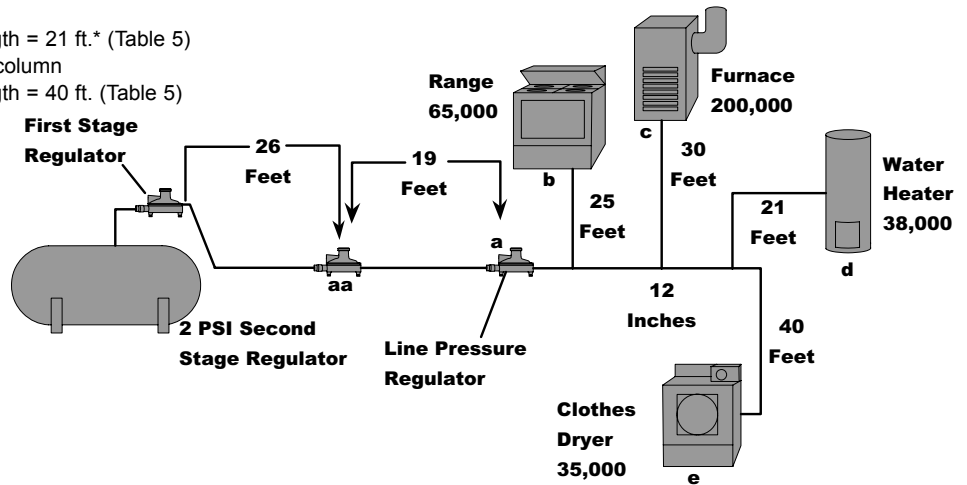 gth = 21 ft.* (Table 5)
column
gth = 40 ft. (Table 5)
First Stage
Regulator
26
Feet
19
Feet
Range
65,000
b
Furnace
200,000
c
30
Feet
25
Feet
21
Feet
Water
Heater
38,000
d
a
aa
12
Inches
2 PSI Second
Stage Regulator
Line Pressure
Regulator
40
Feet
Clothes
Dryer
35,000
e